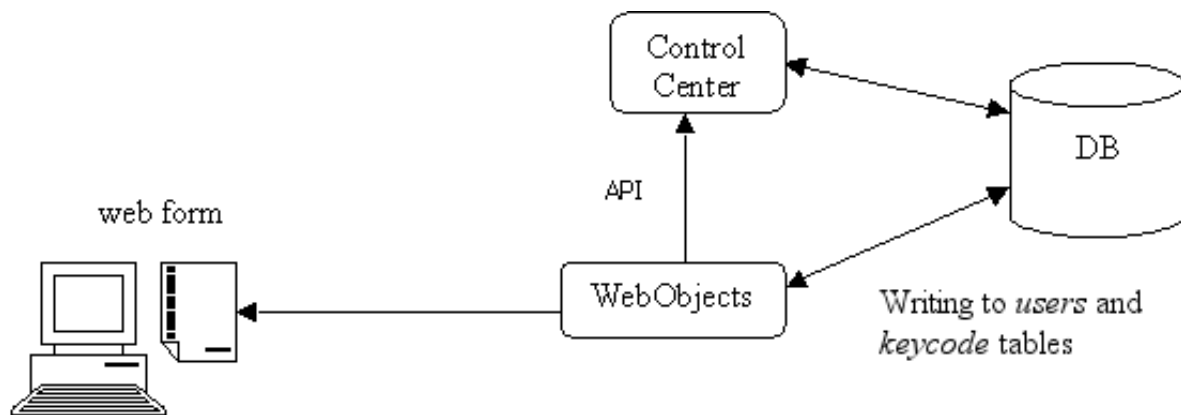 Control
Center
DB
API
web form
WebObjects
Writing to users and
keycode tables